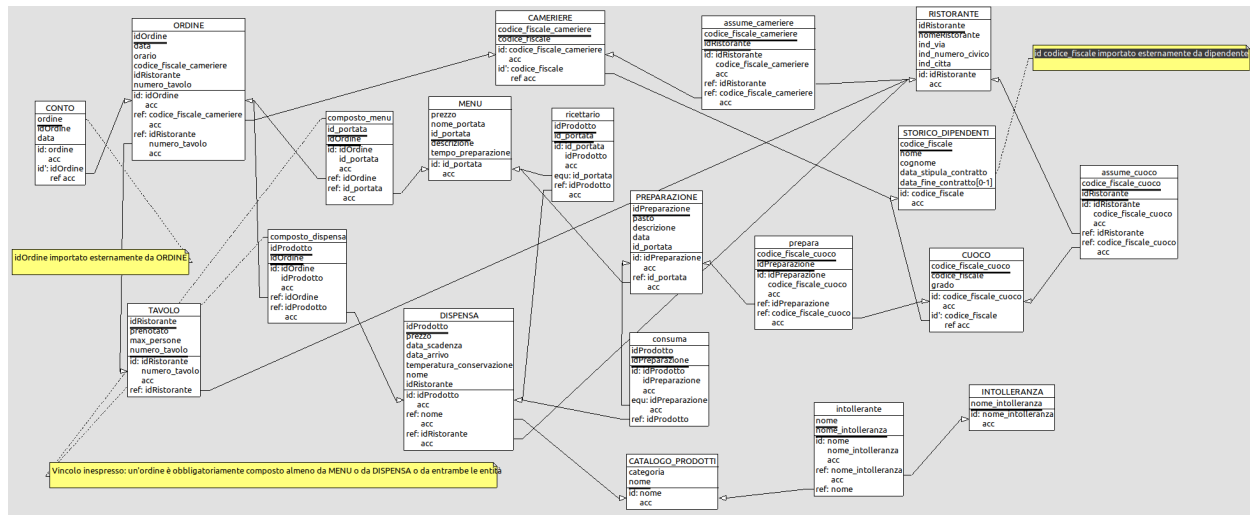 ORDINE
idOrdine
data
orario
codice_fiscale_cameriere
idRistorante
numero_tavolo
id: idOrdine
acc
ref: codice_fiscale_cameriere
acc
ref: idRistorante
numero_tavolo
acc
CAMERIERE
codice_fiscale_cameriere
codice_fiscale
id: codice_fiscale_cameriere
acc
id': codice_fiscale
ref acc
assume_cameriere
codice_fiscale_cameriere
idRistorante
id: idRistorante
codice_fiscale_cameriere
acc
ref: idRistorante
ref: codice_fiscale_cameriere
acc
RISTORANTE
idRistorante
nomeRistorante
ind_via
ind_numero_civico
ind_citta
id: idRistorante
acc
id codice_fiscale importato esternamente da dipendente
CONTO
ordine
idOrdine
data
id: ordine
acc
id': idOrdine
ref acc
composto_menu
id_portata
idOrdine
id: idOrdine
id_portata
acc
ref: idOrdine
ref: id_portata
acc
MENU
prezzo
nome_portata
id_portata
descrizione
tempo_preparazione
id: id_portata
acc
ricettario
idProdotto
id_portata
id: id_portata
idProdotto
acc
equ: id_portata
ref: idProdotto
acc
STORICO_DIPENDENTI
codice_fiscale
nome
cognome
data_stipula_contratto
data_fine_contratto[0-1]
id: codice_fiscale
acc
assume_cuoco
codice_fiscale_cuoco
idRistorante
id: idRistorante
codice_fiscale_cuoco
acc
ref: idRistorante
ref: codice_fiscale_cuoco
acc
PREPARAZIONE
idPreparazione
pasto
descrizione
data
id_portata
id: idPreparazione
acc
ref: id_portata
acc
composto_dispensa
idProdotto
idOrdine
id: idOrdine
idProdotto
acc
ref: idOrdine
ref: idProdotto
acc
prepara
codice_fiscale_cuoco
idPreparazione
id: idPreparazione
codice_fiscale_cuoco
acc
ref: idPreparazione
ref: codice_fiscale_cuoco
acc
CUOCO
codice_fiscale_cuoco
codice_fiscale
grado
id: codice_fiscale_cuoco
acc
id': codice_fiscale
ref acc
idOrdine importato esternamente da ORDINE
TAVOLO
idRistorante
prenotato
max_persone
numero_tavolo
id: idRistorante
numero_tavolo
acc
ref: idRistorante
DISPENSA
idProdotto
prezzo
data_scadenza
data_arrivo
temperatura_conservazione
nome
idRistorante
id: idProdotto
acc
ref: nome
acc
ref: idRistorante
acc
consuma
idProdotto
idPreparazione
id: idProdotto
idPreparazione
acc
equ: idPreparazione
acc
ref: idProdotto
intollerante
nome
nome_intolleranza
id: nome
nome_intolleranza
acc
ref: nome_intolleranza
acc
ref: nome
INTOLLERANZA
nome_intolleranza
id: nome_intolleranza
acc
Vincolo inespresso: un'ordine è obbligatoriamente composto almeno da MENU o da DISPENSA o da entrambe le entità
CATALOGO_PRODOTTI
categoria
nome
id: nome
acc